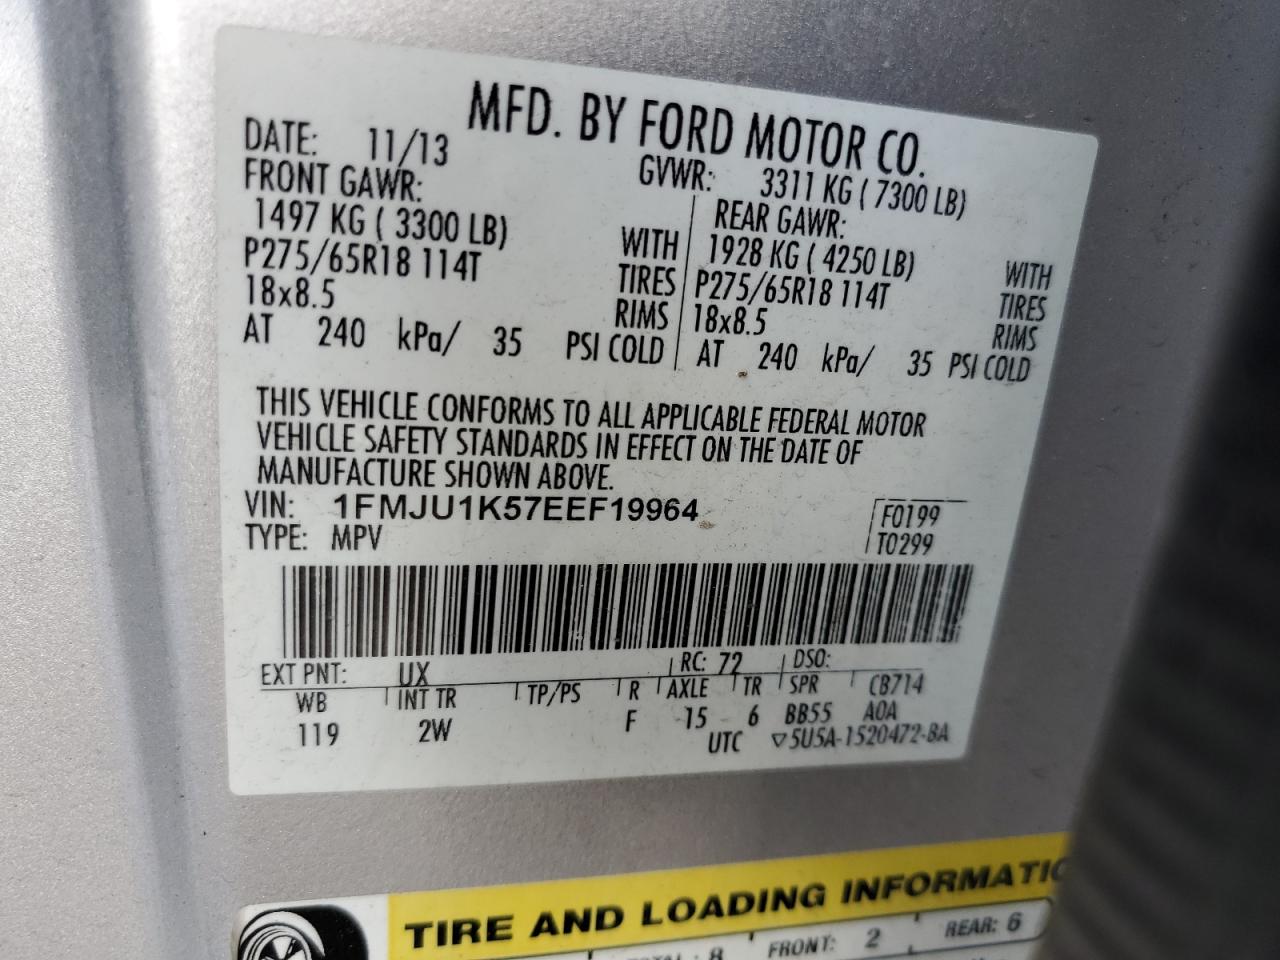 MFD. BY FORD MOTOR CO.
DATE: 11/13 GVWR: 3311 KG ( 7300 LB)
FRONT GAWR: REAR GAWR:
1497 KG ( 3300 LB) WITH 1928 KG ( 4250 LB) WITH
P275/65R18 114T TIRES P275/65R18 114T TIRES
18x8.5 RIMS 18x8.5 RIMS
AT 240 kPa/ 35 PSI COLD AT 240 kPa/ 35 PSI COLD
THIS VEHICLE CONFORMS TO ALL APPLICABLE FEDERAL MOTOR
VEHICLE SAFETY STANDARDS IN EFFECT ON THE DATE OF
MANUFACTURE SHOWN ABOVE.
VIN: 1FMJU1K57EEF19964 F0199
TYPE: MPV T0299
EXT PNT: UX RC: 72 DSO:
WB INT TR TP/PS R AXLE TR SPR CB714
119 2W F 15 6 BB55 A0A
UTC ▽5U5A-1520472-BA
TIRE AND LOADING INFORMATIO
8 FRONT: 2 REAR: 6